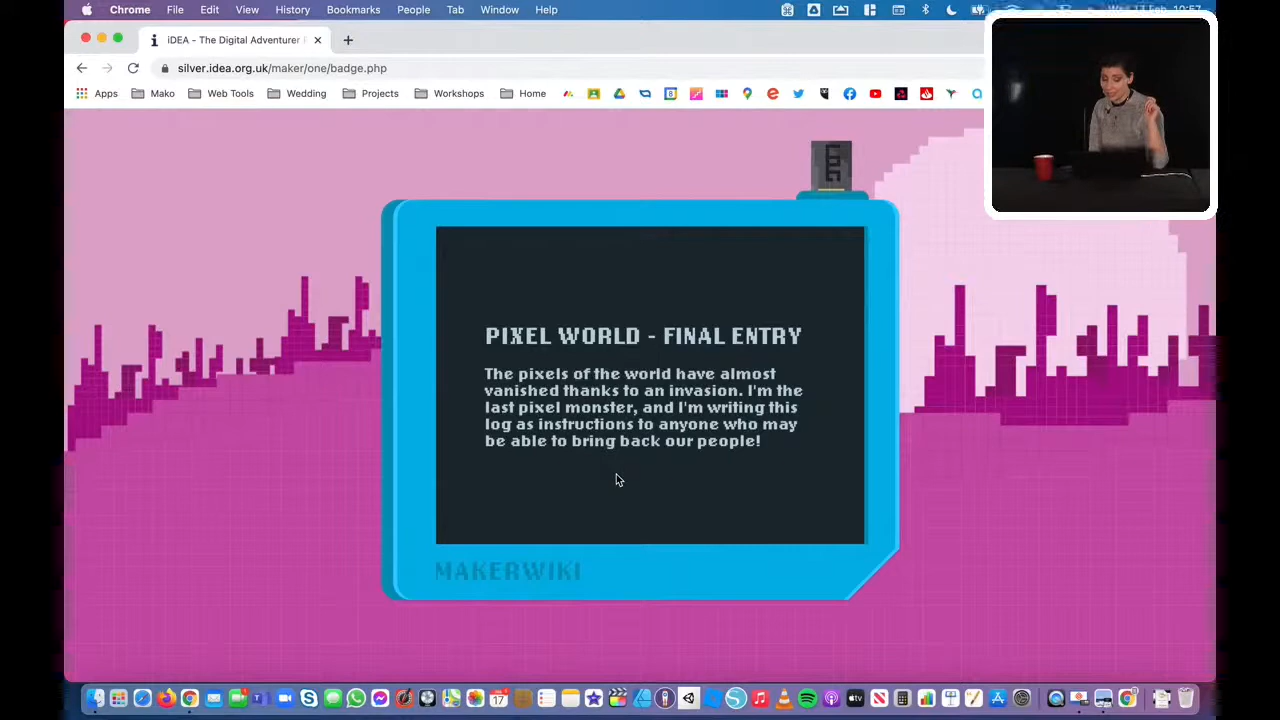 Chrome File Edit View History Bookmarks People Tab Window Help
iDEA - The Digital Adventurer
silver.idea.org.uk/maker/one/badge.php
Apps Mako Web Tools Wedding Projects Workshops Home
LOG
PIXEL WORLD - FINAL ENTRY
The pixels of the world have almost
vanished thanks to an invasion. I'm the
last pixel monster, and I'm writing this
log as instructions to anyone who may
be able to bring back our people!
MAKERWIKI